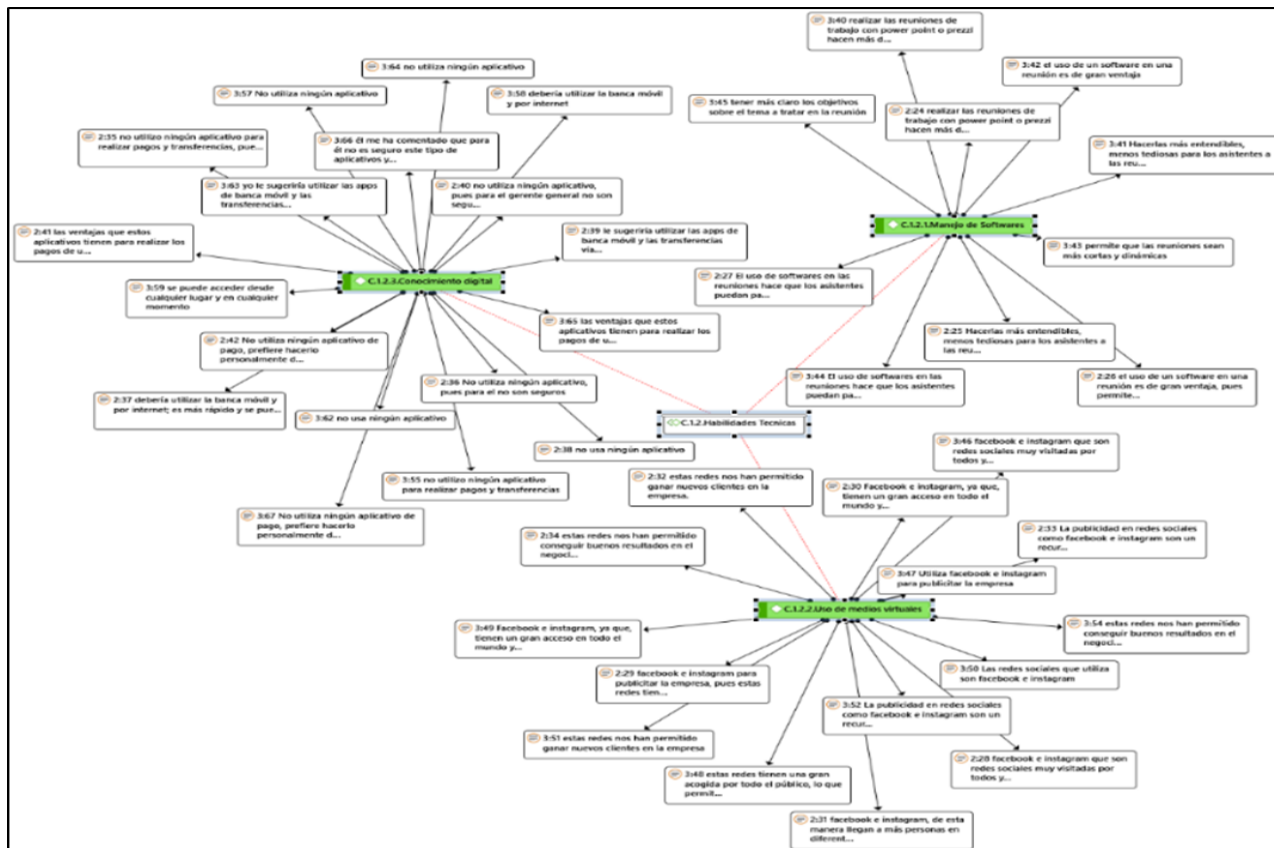 3:40 realizar las reuniones de
trabajo con power point o prezzi
hacen más d...
3:64 no utiliza ningún aplicativo
3:42 el uso de un software en una
reunión es de gran ventaja
3:57 No utiliza ningún aplicativo
3:58 debería utilizar la banca móvil
y por internet
3:45 tener más claro los objetivos
sobre el tema a tratar en la reunión
2:24 realizar las reuniones de
trabajo con power point o prezzi
hacen más d...
2:35 no utilizo ningún aplicativo para
realizar pagos y transferencias, pue...
3:66 Él me ha comentado que para
él no es seguro este tipo de
aplicativos y...
3:41 Hacerlas más entendibles,
menos tediosas para los asistentes a
las reu...
3:63 yo le sugeriría utilizar las apps
de banca móvil y las
transferencias...
2:40 no utiliza ningún aplicativo,
pues para el gerente general no son
segu...
2:41 las ventajas que estos
aplicativos tienen para realizar los
pagos de u...
2:39 le sugeriría utilizar las apps de
banca móvil y las transferencias
vía...
C.1.2.1.Manejo de Softwares
3:43 permite que las reuniones sean
más cortas y dinámicas
2:27 El uso de softwares en las
reuniones hace que los asistentes
puedan pa...
C.1.2.3.Conocimiento digital
3:59 se puede acceder desde
cualquier lugar y en cualquier
momento
3:65 las ventajas que estos
aplicativos tienen para realizar los
pagos de u...
2:42 No utiliza ningún aplicativo de
pago, prefiere hacerlo
personalmente d...
2:25 Hacerlas más entendibles,
menos tediosas para los asistentes a
las reu...
2:36 No utiliza ningún aplicativo,
pues para el no son seguros
3:44 El uso de softwares en las
reuniones hace que los asistentes
puedan pa...
2:26 el uso de un software en una
reunión es de gran ventaja, pues
permite...
2:37 debería utilizar la banca móvil y
por internet; es más rápido y se pue...
3:62 no usa ningún aplicativo
C.1.2.Habilidades Tecnicas
2:38 no usa ningún aplicativo
3:46 facebook e instagram que son
redes sociales muy visitadas por
todos y...
3:55 no utilizo ningún aplicativo
para realizar pagos y transferencias
2:32 estas redes nos han permitido
ganar nuevos clientes en la
empresa.
2:30 Facebook e instagram, ya que,
tienen un gran acceso en todo el
mundo y...
3:67 No utiliza ningún aplicativo de
pago, prefiere hacerlo
personalmente d...
2:34 estas redes nos han permitido
conseguir buenos resultados en el
negoci...
2:33 La publicidad en redes sociales
como facebook e instagram son un
recur...
3:47 Utiliza facebook e instagram
para publicitar la empresa
C.1.2.2.Uso de medios virtuales
3:49 Facebook e instagram, ya que,
tienen un gran acceso en todo el
mundo y...
3:54 estas redes nos han permitido
conseguir buenos resultados en el
negoci...
2:29 facebook e instagram para
publicitar la empresa, pues estas
redes tien...
3:50 Las redes sociales que utiliza
son facebook e instagram
3:52 La publicidad en redes sociales
como facebook e instagram son un
recur...
3:51 estas redes nos han permitido
ganar nuevos clientes en la empresa
2:28 facebook e instagram que son
redes sociales muy visitadas por
todos y...
3:48 estas redes tienen una gran
acogida por todo el público, lo que
permit...
2:31 facebook e instagram, de esta
manera llegan a más personas en
diferent...